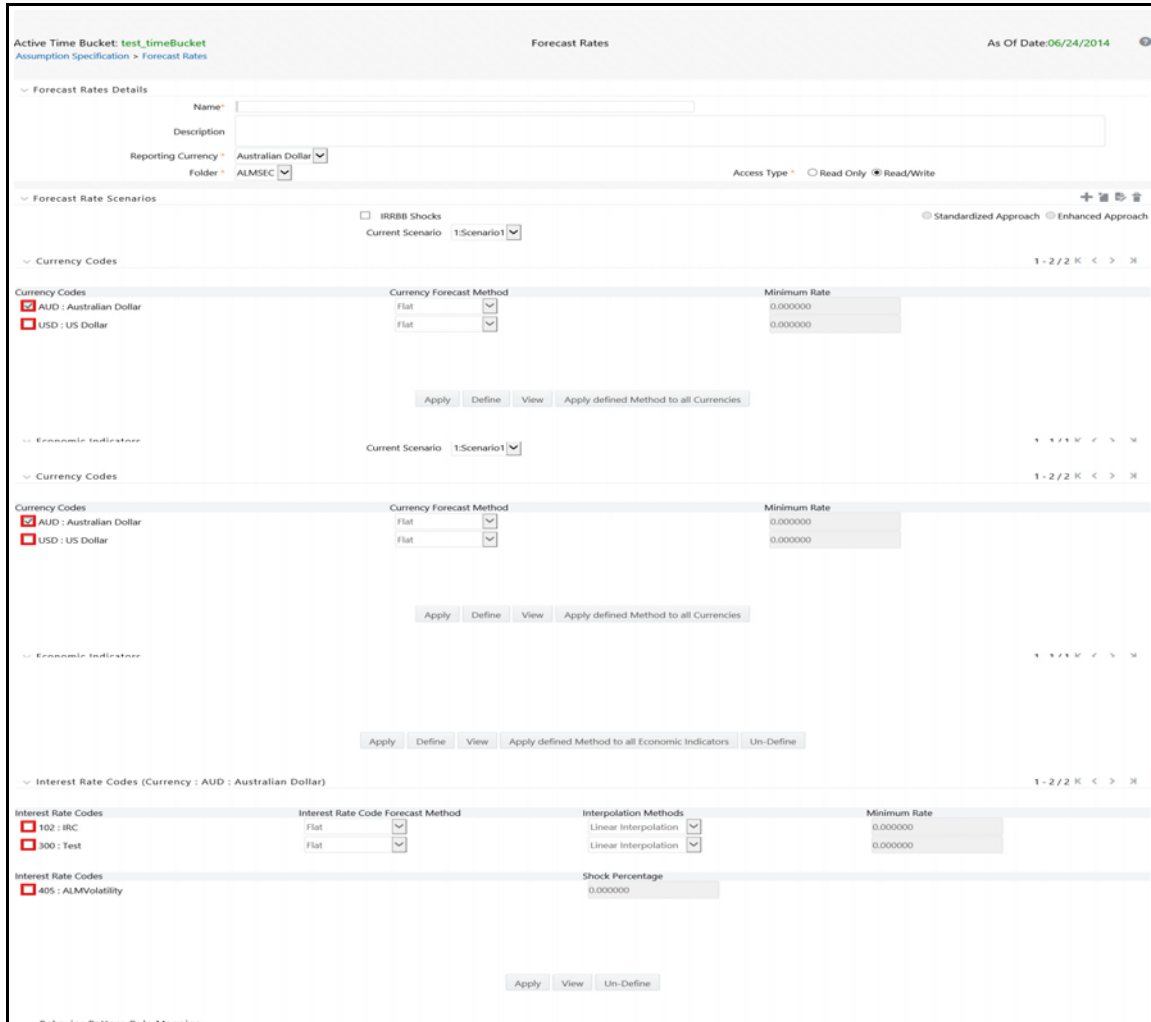 Active Time Bucket: test_timeBucket Forecast Rates As Of Date:06/24/2014
Assumption Specification > Forecast Rates
Forecast Rates Details
Name*
Description
Reporting Currency * Australian Dollar
Folder * ALMSEC Access Type * Read Only Read/Write
Forecast Rate Scenarios
IRRBB Shocks Standardized Approach Enhanced Approach
Current Scenario 1:Scenario1
Currency Codes 1 - 2 / 2
Currency Codes Currency Forecast Method Minimum Rate
AUD : Australian Dollar Flat 0.000000
USD : US Dollar Flat 0.000000
Apply Define View Apply defined Method to all Currencies
Economic Indicators
Current Scenario 1:Scenario1
Currency Codes 1 - 2 / 2
Currency Codes Currency Forecast Method Minimum Rate
AUD : Australian Dollar Flat 0.000000
USD : US Dollar Flat 0.000000
Apply Define View Apply defined Method to all Currencies
Economic Indicators
Apply Define View Apply defined Method to all Economic Indicators Un-Define
Interest Rate Codes (Currency : AUD : Australian Dollar) 1 - 2 / 2
Interest Rate Codes Interest Rate Code Forecast Method Interpolation Methods Minimum Rate
102 : IRC Flat Linear Interpolation 0.000000
300 : Test Flat Linear Interpolation 0.000000
Interest Rate Codes Shock Percentage
405 : ALMVolatility 0.000000
Apply View Un-Define